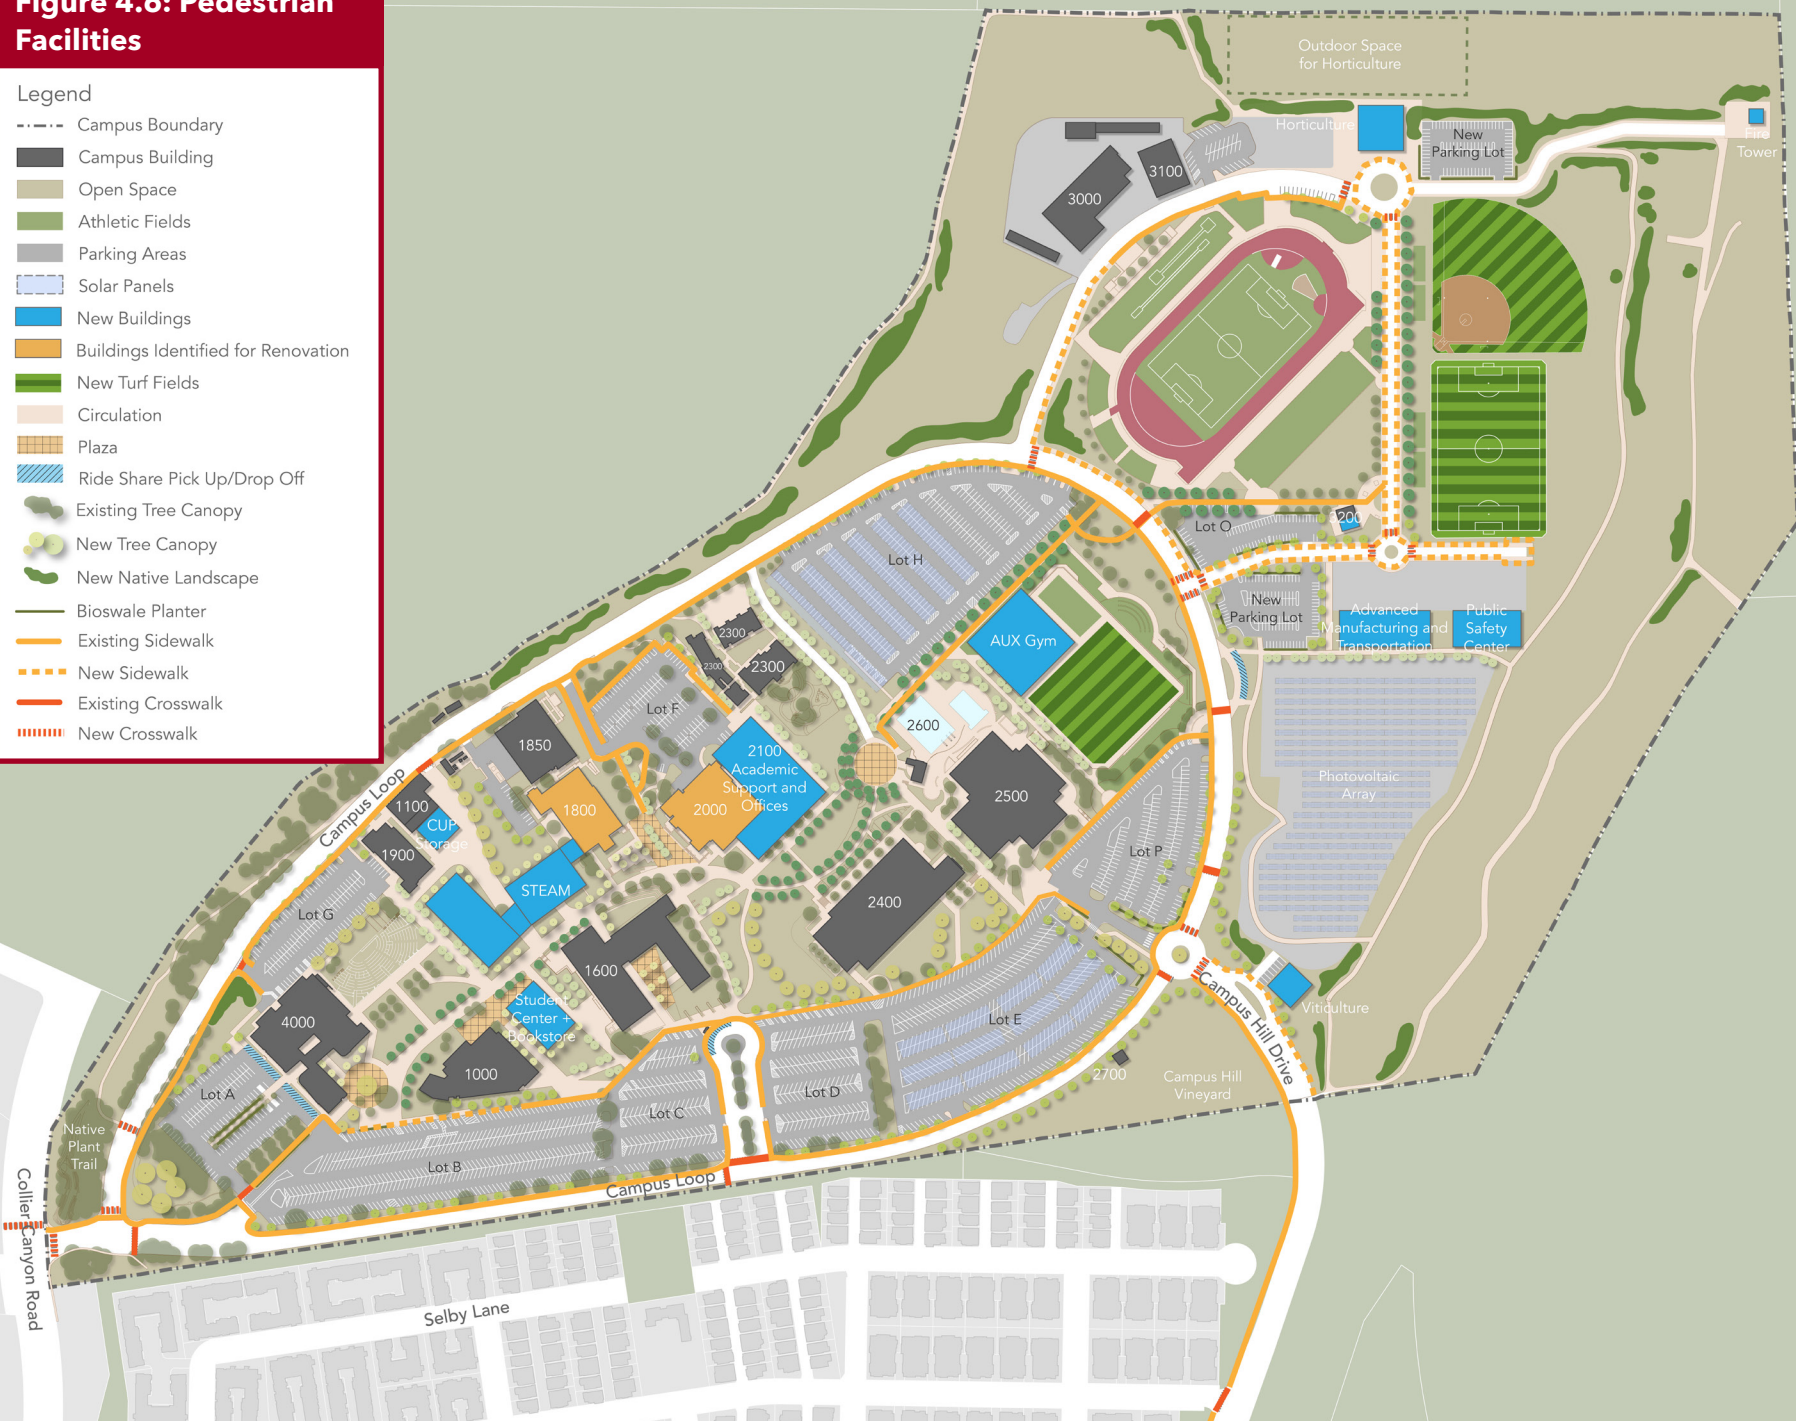 Figure 4.6: Pedestrian
Facilities
Legend
Campus Boundary
Campus Building
Open Space
Athletic Fields
Parking Areas
Solar Panels
New Buildings
Buildings Identified for Renovation
New Turf Fields
Circulation
Plaza
Ride Share Pick Up/Drop Off
Existing Tree Canopy
New Tree Canopy
New Native Landscape
Bioswale Planter
Existing Sidewalk
New Sidewalk
Existing Crosswalk
New Crosswalk
Outdoor Space
for Horticulture
Horticulture
New
Parking Lot
Fire
Tower
3100
3000
Lot O
3200
Lot H
New
Parking Lot
Advanced
Manufacturing and
Transportation
Public
Safety
Center
AUX Gym
2300
2300
2300
Lot F
2600
1850
2100
Academic
Support and
Offices
Photovoltaic
Array
1800
2000
2500
Campus Loop
1100
CUP
Storage
1900
Lot P
STEAM
2400
Lot G
1600
4000
Student
Center +
Bookstore
Lot E
Campus Hill Drive
Viticulture
1000
2700
Campus Hill
Vineyard
Lot A
Lot C
Lot D
Native
Plant
Trail
Lot B
Campus Loop
Collier Canyon Road
Selby Lane